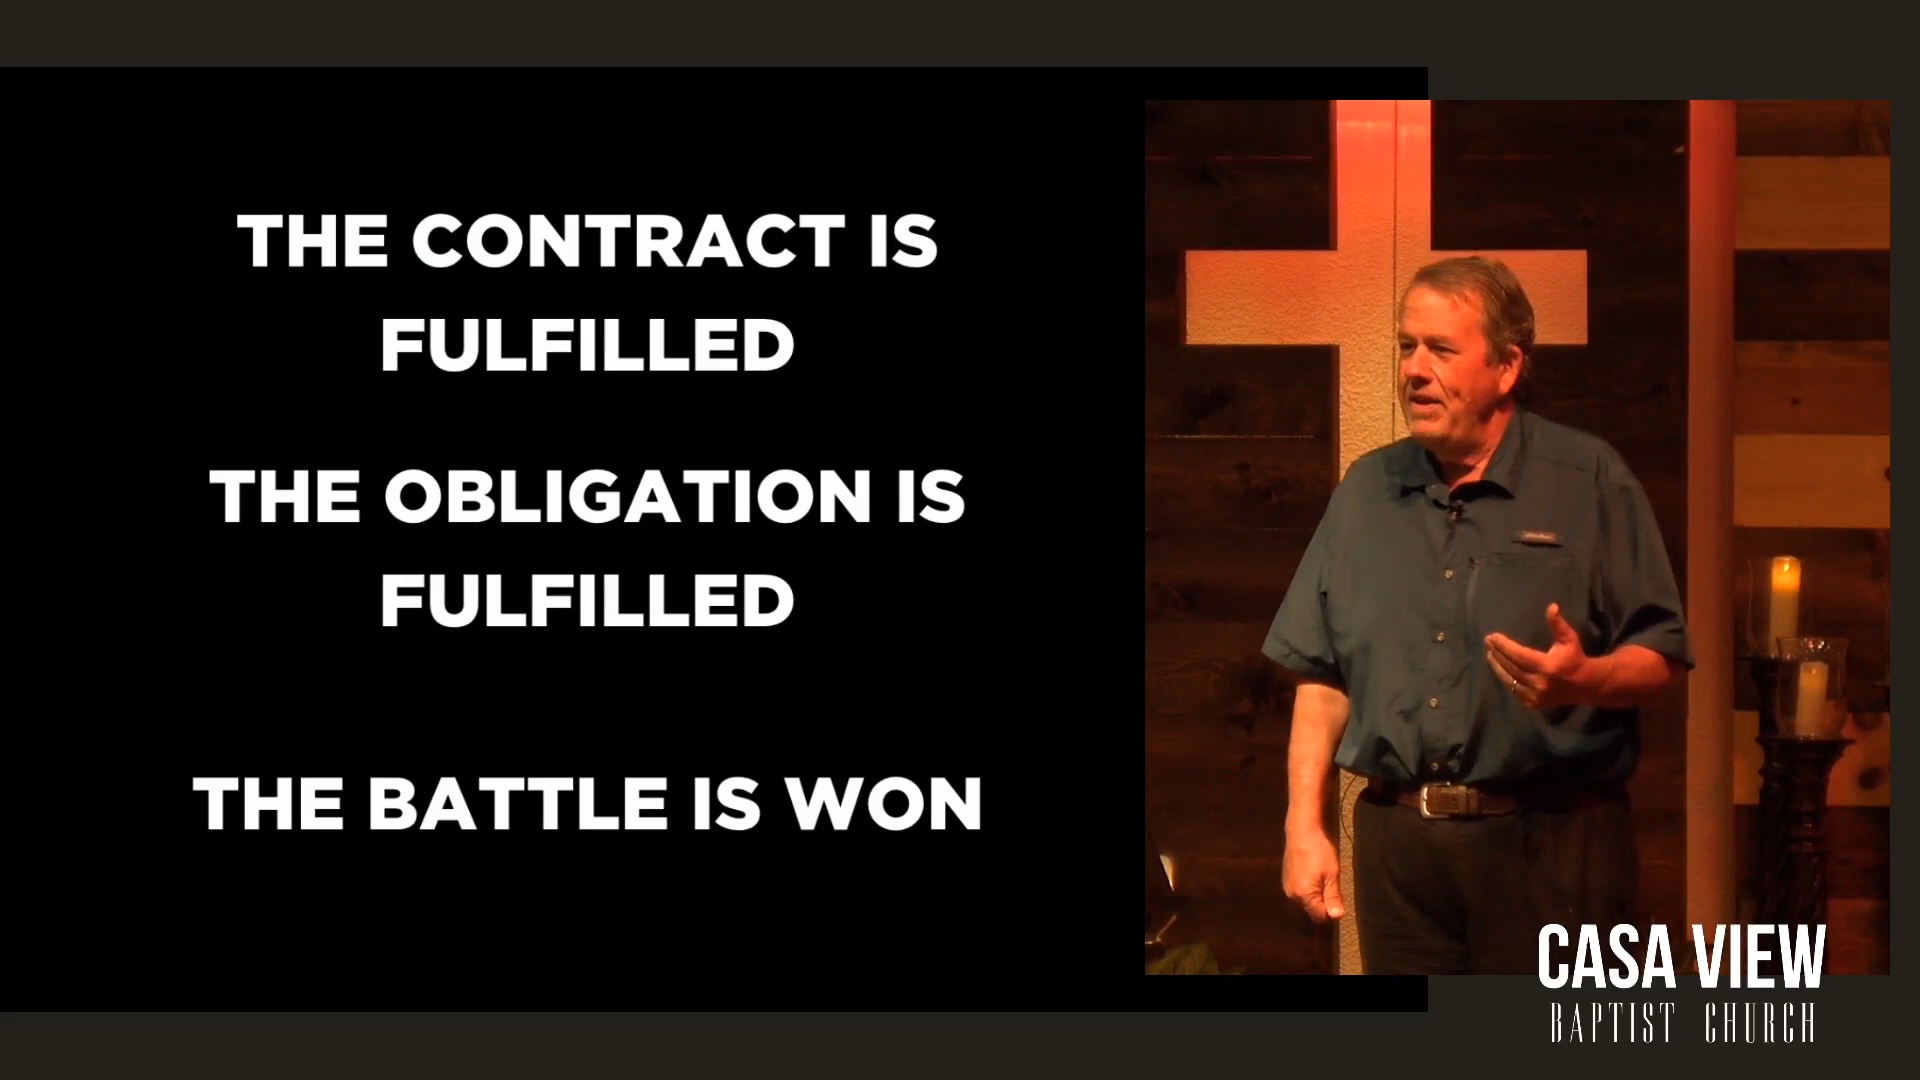 THE CONTRACT IS
FULFILLED
THE OBLIGATION IS
FULFILLED
THE BATTLE IS WON
CASA VIEW
BAPTIST CHURCH